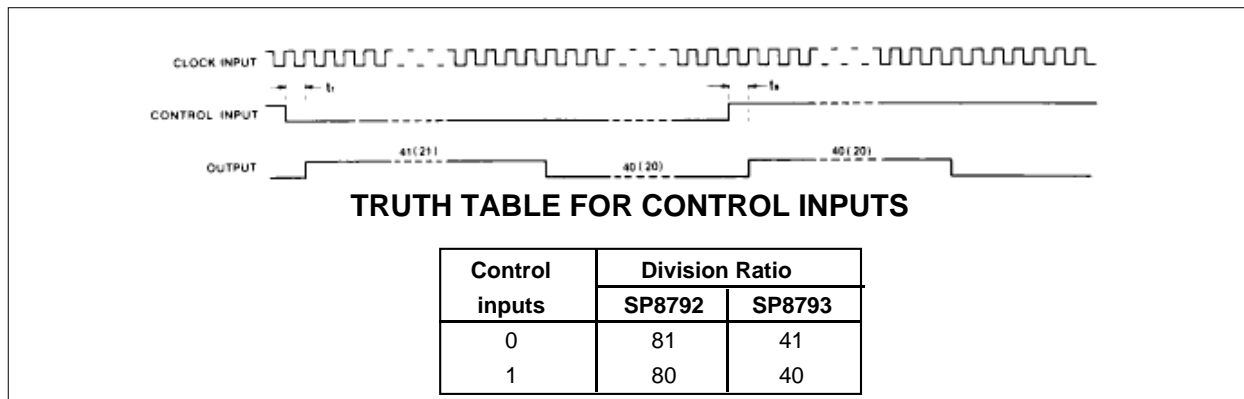 CLOCK INPUT
CONTROL INPUT
OUTPUT 41(21) 40(20) 40(20)
TRUTH TABLE FOR CONTROL INPUTS
Control inputs Division Ratio
SP8792 SP8793
0 81 41
1 80 40